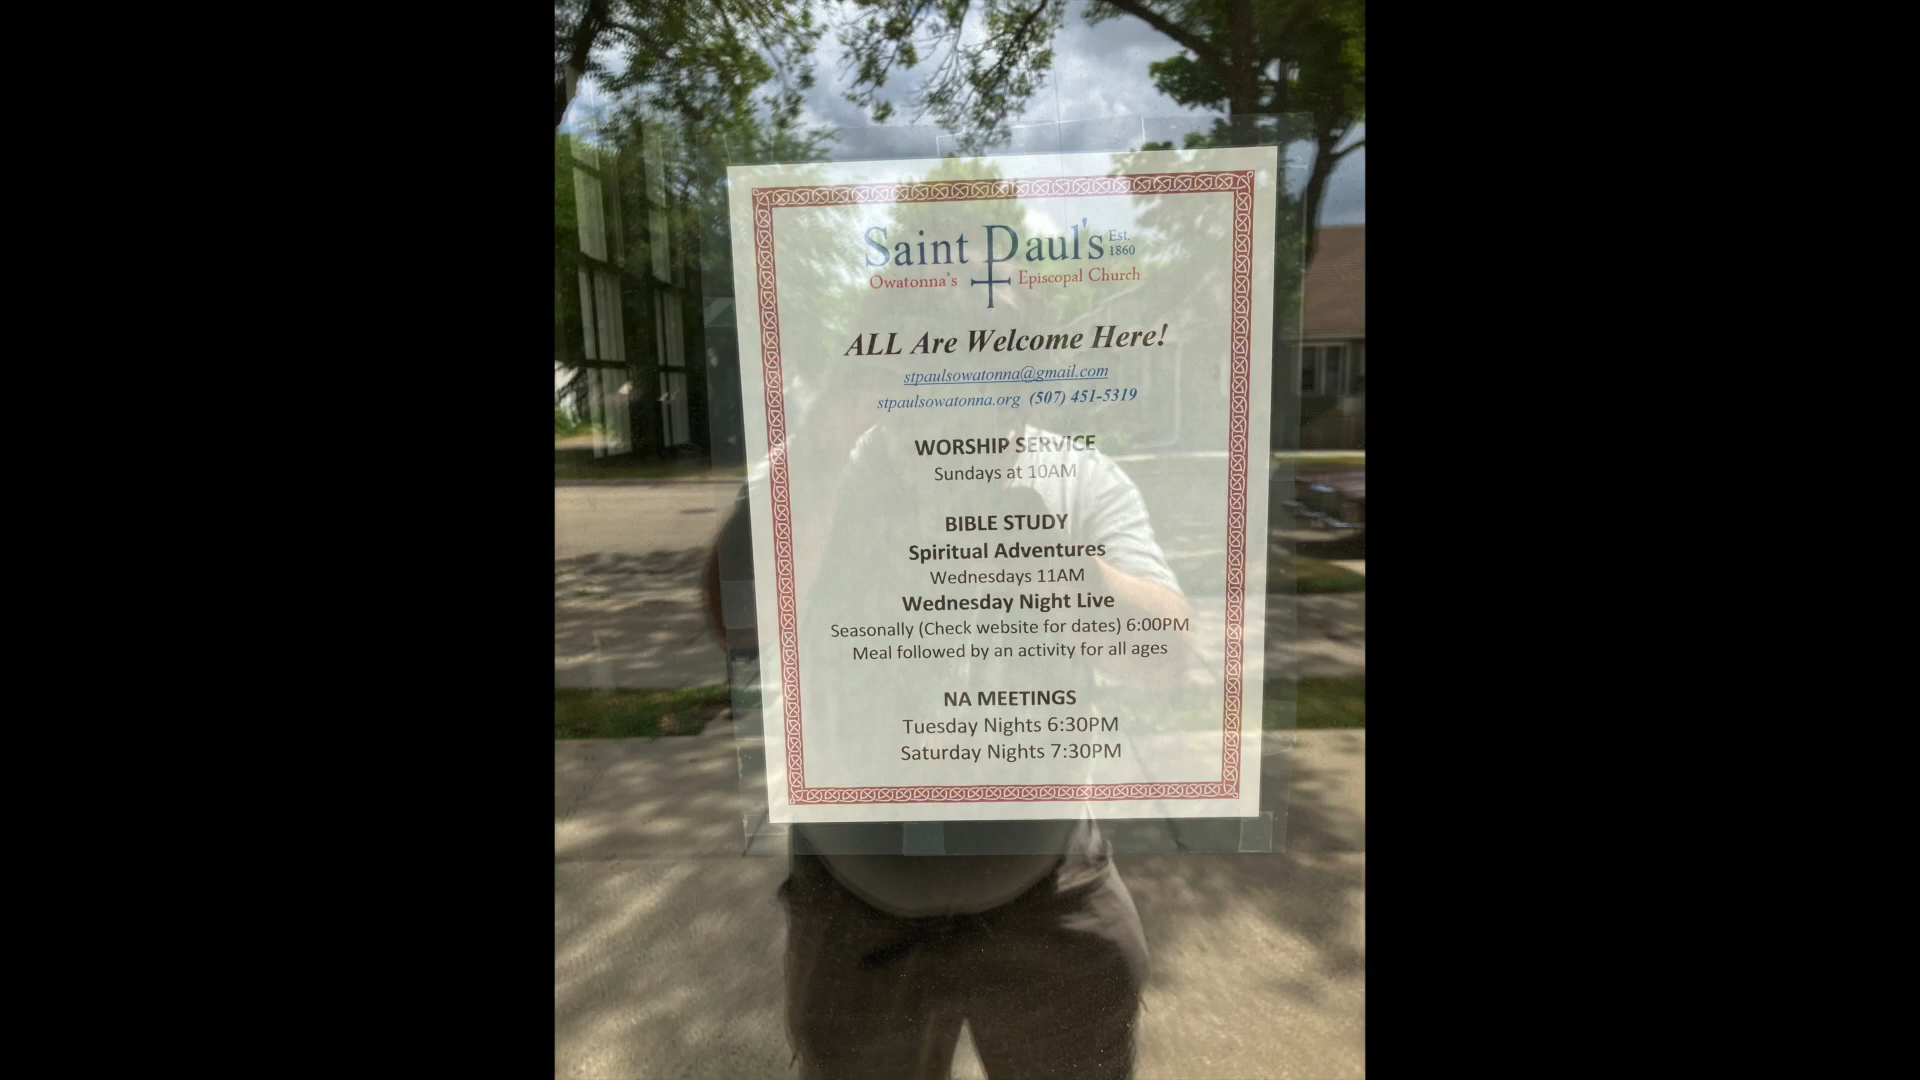 Saint Paul's Est. 1860
Owatonna's Episcopal Church
ALL Are Welcome Here!
stpaulsowatonna@gmail.com
stpaulsowatonna.org (507) 451-5319
WORSHIP SERVICE
Sundays at 10AM
BIBLE STUDY
Spiritual Adventures
Wednesdays 11AM
Wednesday Night Live
Seasonally (Check website for dates) 6:00PM
Meal followed by an activity for all ages
NA MEETINGS
Tuesday Nights 6:30PM
Saturday Nights 7:30PM